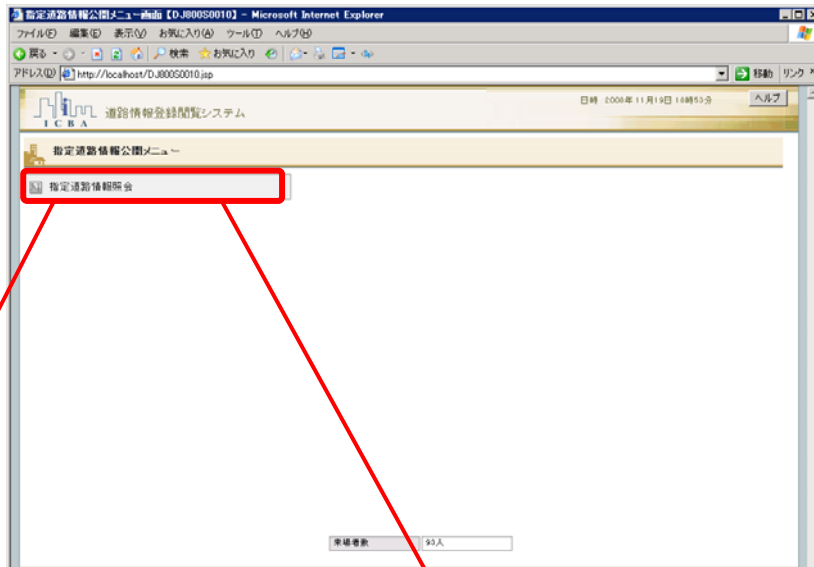 指定道路情報公開メニュー画面【DJ800S0010】 - Microsoft Internet Explorer
ファイル(F) 編集(E) 表示(V) お気に入り(A) ツール(T) ヘルプ(H)
戻る 検索 お気に入り
アドレス(D) http://localhost/DJ800S0010.jsp 移動 リンク
ICBA 道路情報登録閲覧システム 日時 2008年11月19日 ヘルプ
指定道路情報公開メニュー
指定道路情報照会
来場者数 93人